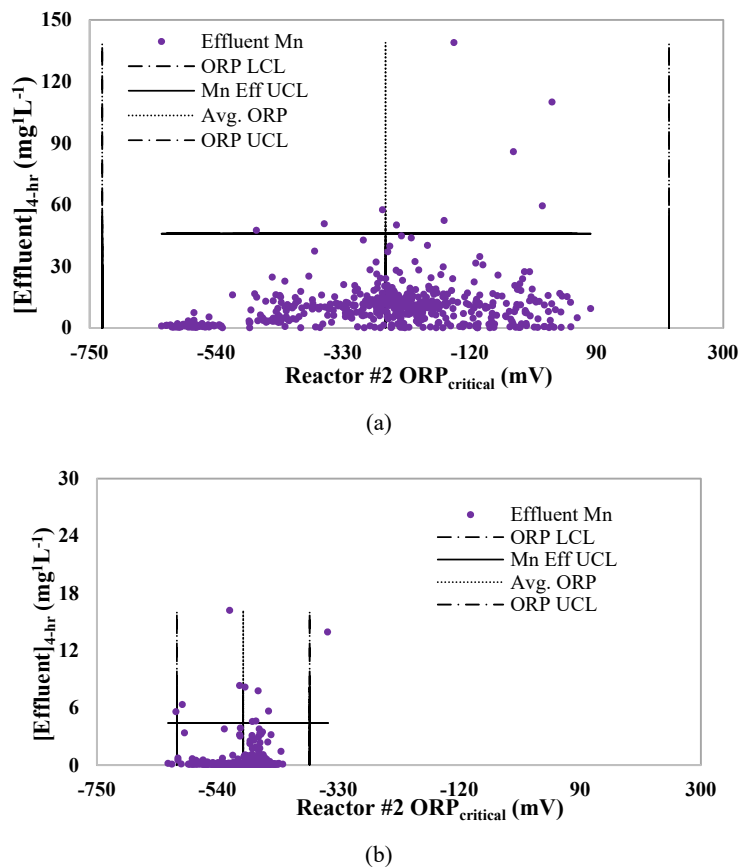 150
120
90
60
30
0
[Effluent]4-hr (mg¹L⁻¹)
Effluent Mn
ORP LCL
Mn Eff UCL
Avg. ORP
ORP UCL
-750 -540 -330 -120 90 300
Reactor #2 ORPcritical (mV)
(a)
30
24
18
12
6
0
[Effluent]4-hr (mg¹L⁻¹)
Effluent Mn
ORP LCL
Mn Eff UCL
Avg. ORP
ORP UCL
-750 -540 -330 -120 90 300
Reactor #2 ORPcritical (mV)
(b)